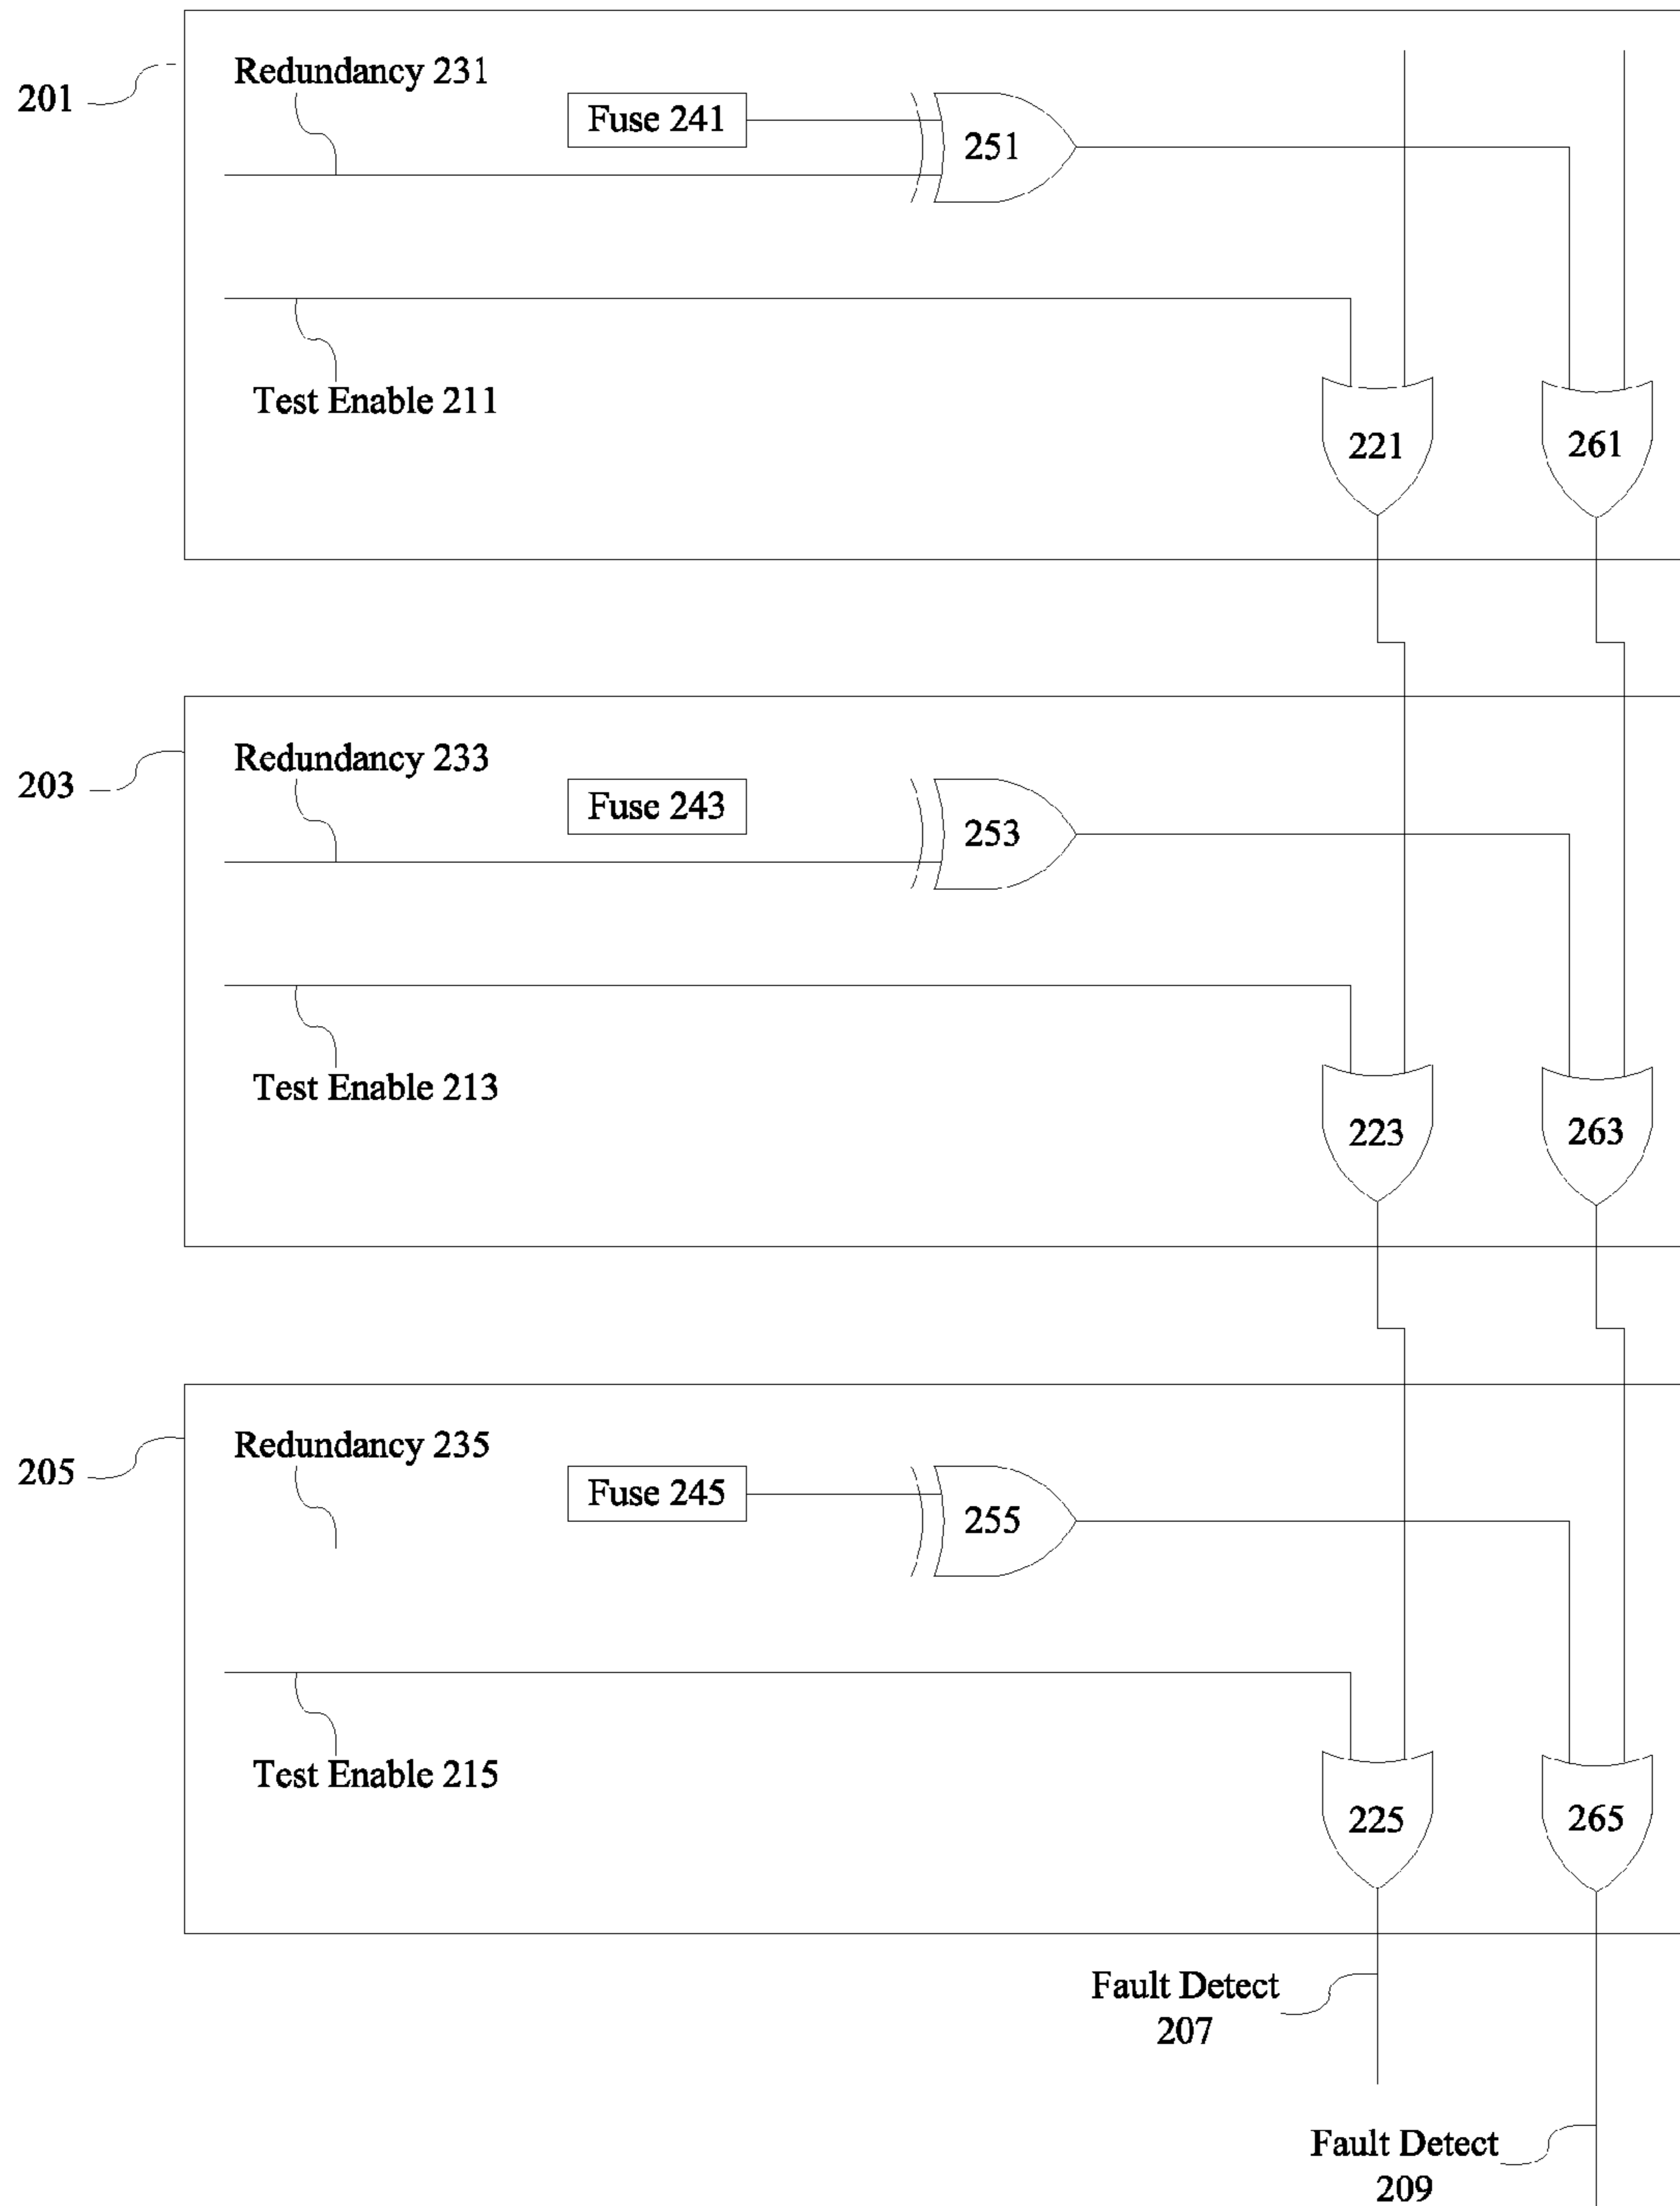 Redundancy 231
201
Fuse 241
251
Test Enable 211
221
261
Redundancy 233
203
Fuse 243
253
Test Enable 213
223
263
Redundancy 235
205
Fuse 245
255
Test Enable 215
225
265
Fault Detect
207
Fault Detect
209